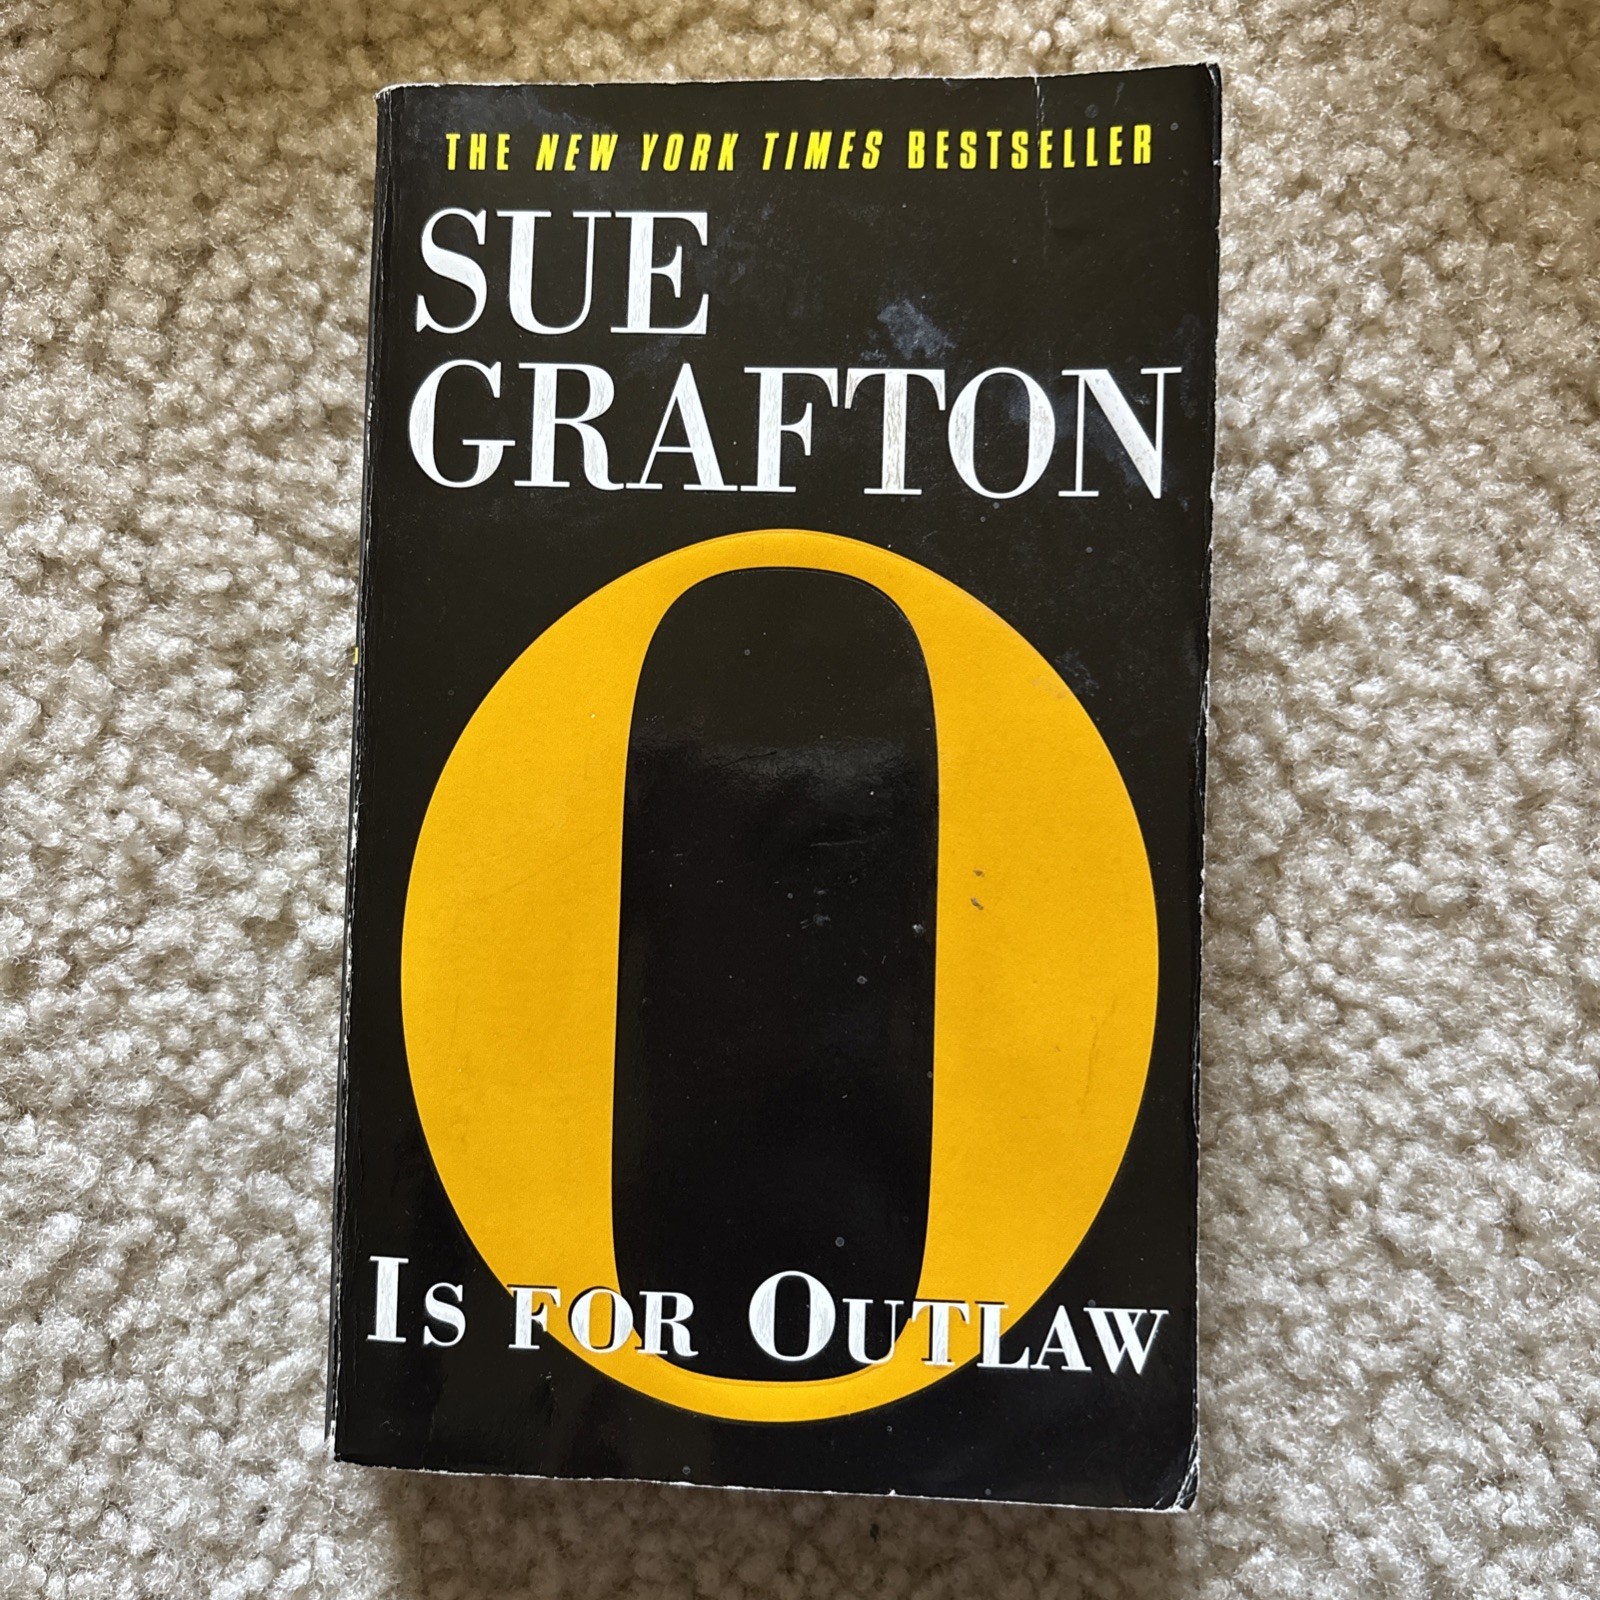 THE NEW YORK TIMES BESTSELLER
SUE
GRAFTON
O
IS FOR OUTLAW